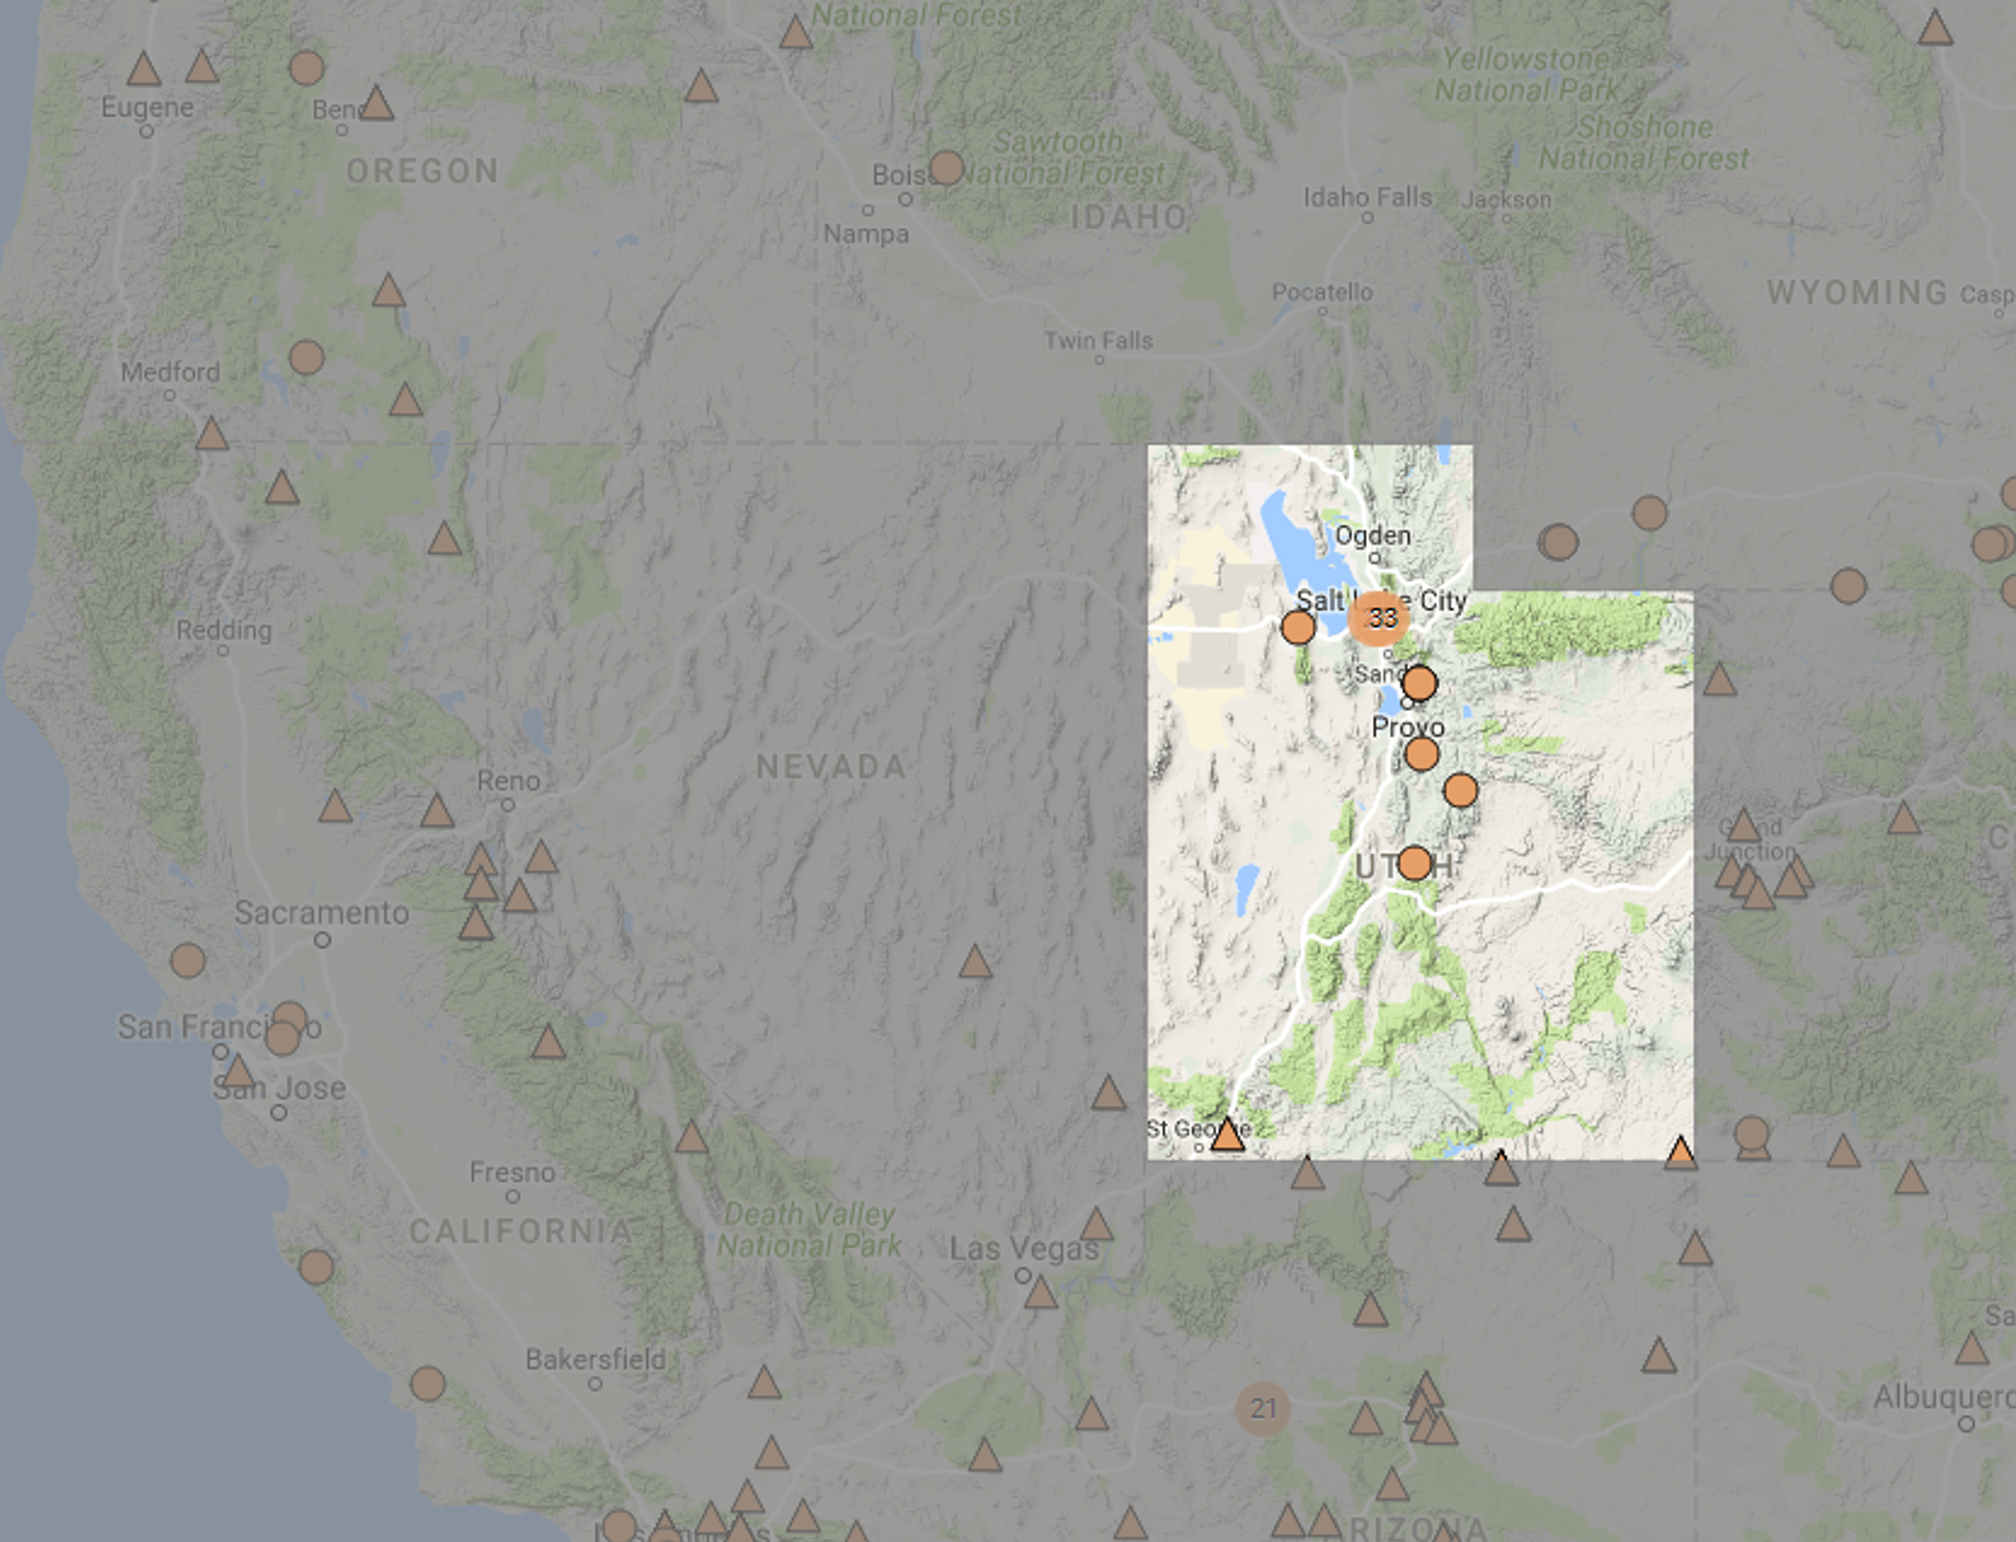 National Forest
Yellowstone
National Park
Eugene
Bend
Shoshone
National Forest
Sawtooth
National Forest
OREGON
Boise
IDAHO
Idaho Falls
Jackson
Nampa
Pocatello
WYOMING
Casp
Twin Falls
Medford
Ogden
Salt Lake City
33
Redding
Sand
Provo
NEVADA
Reno
Grand
Junction
C
UTAH
Sacramento
San Francisco
San Jose
St George
Fresno
Death Valley
National Park
CALIFORNIA
Las Vegas
Sa
Bakersfield
21
Albuquerq
Los Angeles
ARIZONA